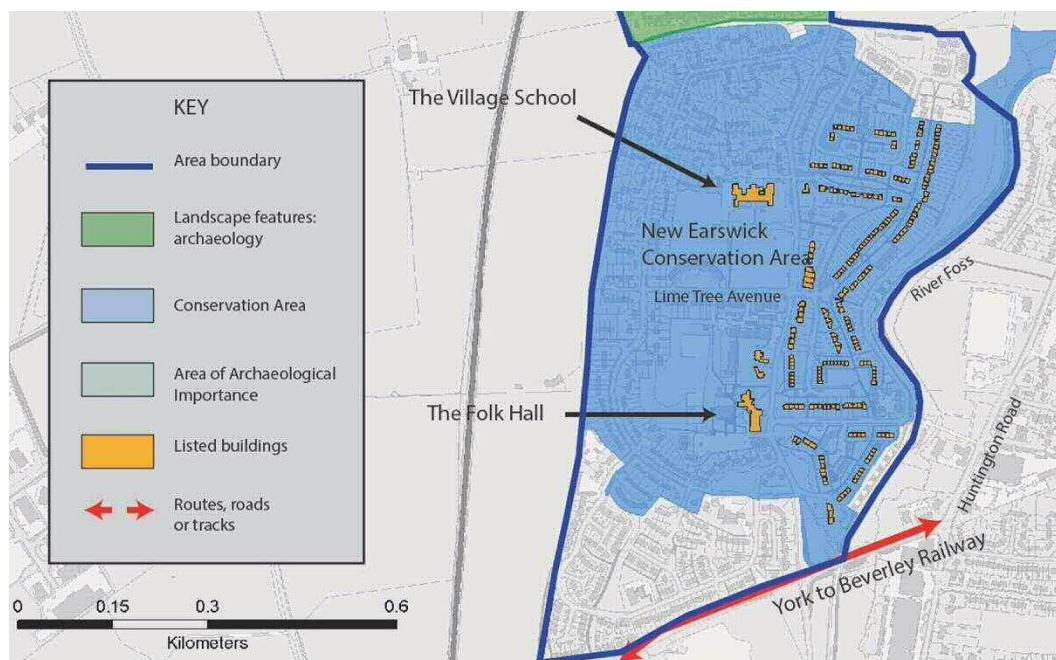 KEY
Area boundary
Landscape features:
archaeology
Conservation Area
Area of Archaeological
Importance
Listed buildings
Routes, roads
or tracks
0 0.15 0.3 0.6
Kilometers
The Village School
New Earswick
Conservation Area
Lime Tree Avenue
The Folk Hall
River Foss
Huntington Road
York to Beverley Railway